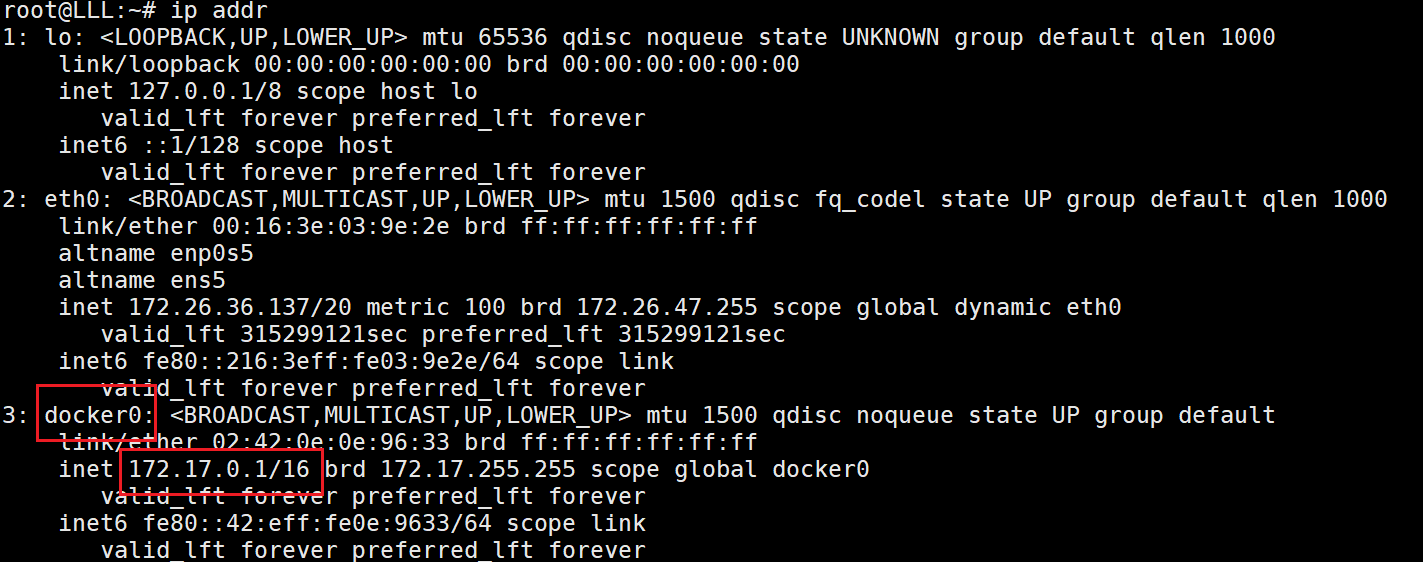 root@LLL:~# ip addr
1: lo: <LOOPBACK,UP,LOWER_UP> mtu 65536 qdisc noqueue state UNKNOWN group default qlen 1000
    link/loopback 00:00:00:00:00:00 brd 00:00:00:00:00:00
    inet 127.0.0.1/8 scope host lo
       valid_lft forever preferred_lft forever
    inet6 ::1/128 scope host
       valid_lft forever preferred_lft forever
2: eth0: <BROADCAST,MULTICAST,UP,LOWER_UP> mtu 1500 qdisc fq_codel state UP group default qlen 1000
    link/ether 00:16:3e:03:9e:2e brd ff:ff:ff:ff:ff:ff
    altname enp0s5
    altname ens5
    inet 172.26.36.137/20 metric 100 brd 172.26.47.255 scope global dynamic eth0
       valid_lft 315299121sec preferred_lft 315299121sec
    inet6 fe80::216:3eff:fe03:9e2e/64 scope link
       valid_lft forever preferred_lft forever
3: docker0: <BROADCAST,MULTICAST,UP,LOWER_UP> mtu 1500 qdisc noqueue state UP group default
    link/ether 02:42:0e:0e:96:33 brd ff:ff:ff:ff:ff:ff
    inet 172.17.0.1/16 brd 172.17.255.255 scope global docker0
       valid_lft forever preferred_lft forever
    inet6 fe80::42:eff:fe0e:9633/64 scope link
       valid_lft forever preferred_lft forever